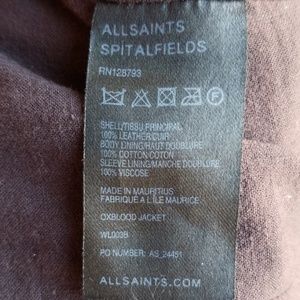 ALLSAINTS
SPITALFIELDS
RN128793
F
SHELL/TISSU PRINCIPAL
100% LEATHER/CUIR
BODY LINING/HAUT DOUBLURE
100% COTTON/COTON
SLEEVE LINING/MANCHE DOUBLURE
100% VISCOSE
MADE IN MAURITIUS
FABRIQUÉ À L'ÎLE MAURICE
OXBLOOD JACKET
WL003B
PO NUMBER: AS_24451
ALLSAINTS.COM